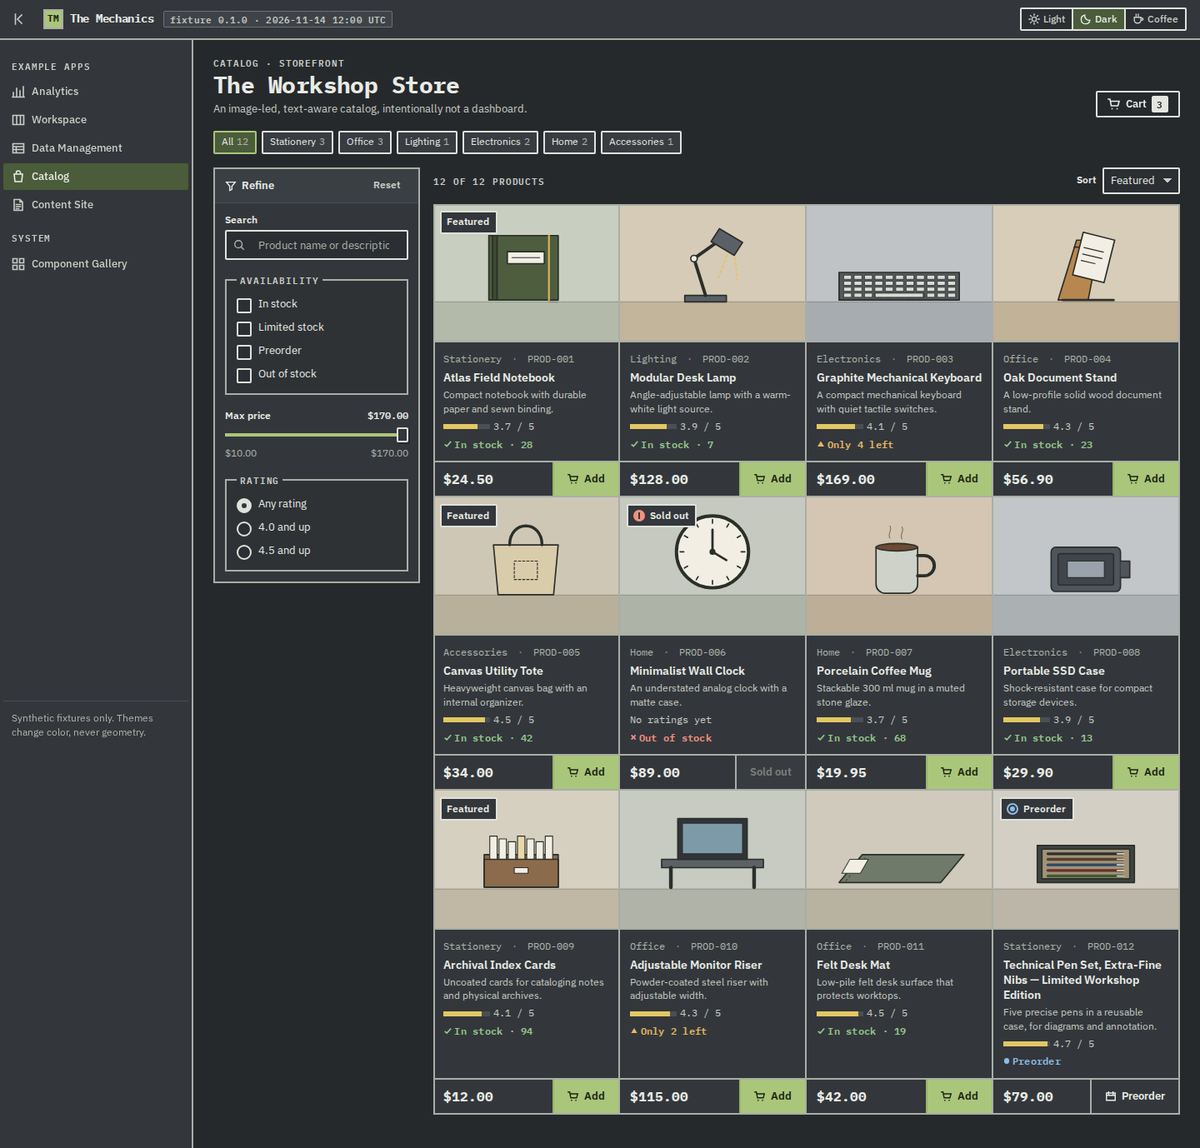 TM The Mechanics fixture 0.1.0 · 2026-11-14 12:00 UTC
Light Dark Coffee
EXAMPLE APPS
Analytics
Workspace
Data Management
Catalog
Content Site
SYSTEM
Component Gallery
Synthetic fixtures only. Themes
change color, never geometry.
CATALOG · STOREFRONT
The Workshop Store
An image-led, text-aware catalog, intentionally not a dashboard.
Cart 3
All 12 Stationery 3 Office 3 Lighting 1 Electronics 2 Home 2 Accessories 1
Refine Reset
Search
Product name or descriptic
AVAILABILITY
In stock
Limited stock
Preorder
Out of stock
Max price $170.00
$10.00 $170.00
RATING
Any rating
4.0 and up
4.5 and up
12 OF 12 PRODUCTS
Sort Featured
Featured
Stationery · PROD-001
Atlas Field Notebook
Compact notebook with durable
paper and sewn binding.
3.7 / 5
In stock · 28
$24.50 Add
Lighting · PROD-002
Modular Desk Lamp
Angle-adjustable lamp with a warm-
white light source.
3.9 / 5
In stock · 7
$128.00 Add
Electronics · PROD-003
Graphite Mechanical Keyboard
A compact mechanical keyboard
with quiet tactile switches.
4.1 / 5
Only 4 left
$169.00 Add
Office · PROD-004
Oak Document Stand
A low-profile solid wood document
stand.
4.3 / 5
In stock · 23
$56.90 Add
Featured
Accessories · PROD-005
Canvas Utility Tote
Heavyweight canvas bag with an
internal organizer.
4.5 / 5
In stock · 42
$34.00 Add
Sold out
Home · PROD-006
Minimalist Wall Clock
An understated analog clock with a
matte case.
No ratings yet
Out of stock
$89.00 Sold out
Home · PROD-007
Porcelain Coffee Mug
Stackable 300 ml mug in a muted
stone glaze.
3.7 / 5
In stock · 68
$19.95 Add
Electronics · PROD-008
Portable SSD Case
Shock-resistant case for compact
storage devices.
3.9 / 5
In stock · 13
$29.90 Add
Featured
Stationery · PROD-009
Archival Index Cards
Uncoated cards for cataloging notes
and physical archives.
4.1 / 5
In stock · 94
$12.00 Add
Office · PROD-010
Adjustable Monitor Riser
Powder-coated steel riser with
adjustable width.
4.3 / 5
Only 2 left
$115.00 Add
Office · PROD-011
Felt Desk Mat
Low-pile felt desk surface that
protects worktops.
4.5 / 5
In stock · 19
$42.00 Add
Preorder
Stationery · PROD-012
Technical Pen Set, Extra-Fine
Nibs — Limited Workshop
Edition
Five precise pens in a reusable
case, for diagrams and annotation.
4.7 / 5
Preorder
$79.00 Preorder